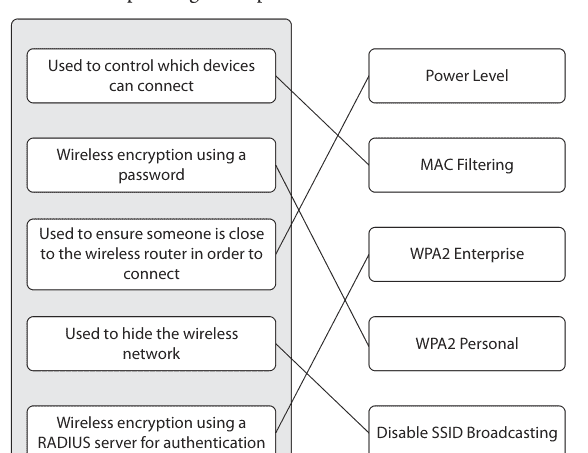 Used to control which devices
can connect
Power Level
Wireless encryption using a
password
MAC Filtering
Used to ensure someone is close
to the wireless router in order to
connect
WPA2 Enterprise
Used to hide the wireless
network
WPA2 Personal
Wireless encryption using a
RADIUS server for authentication
Disable SSID Broadcasting